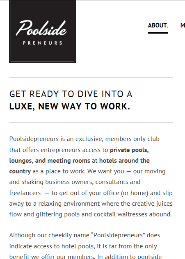 Poolside
PRENEURS
ABOUT.
GET READY TO DIVE INTO A
LUXE, NEW WAY TO WORK.
Poolsidepreneurs is an exclusive, members only club
that offers entrepreneurs access to private pools,
lounges, and meeting rooms at hotels around the
country as a place to work. We want you — our moving
and shaking business owners, consultants and
freelancers — to get out of your office (or home) and slip
away to a relaxing environment where the creative juices
flow and glittering pools and cocktail waitresses abound.
Although our cheekily name "Poolsidepreneurs" does
indicate access to hotel pools, it is far from the only
benefit we offer our members. In addition to poolside